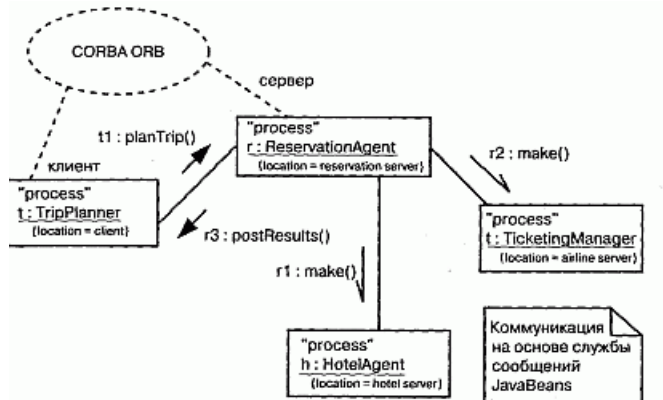 CORBA ORB
сервер
t1 : planTrip()
клиент
"process"
r : ReservationAgent
{location = reservation server}
r2 : make()
"process"
t : TripPlanner
{location = client}
r3 : postResults()
"process"
t : TicketingManager
{location = airline server}
r1 : make()
"process"
h : HotelAgent
{location = hotel server}
Коммуникация
на основе службы
сообщений
JavaBeans